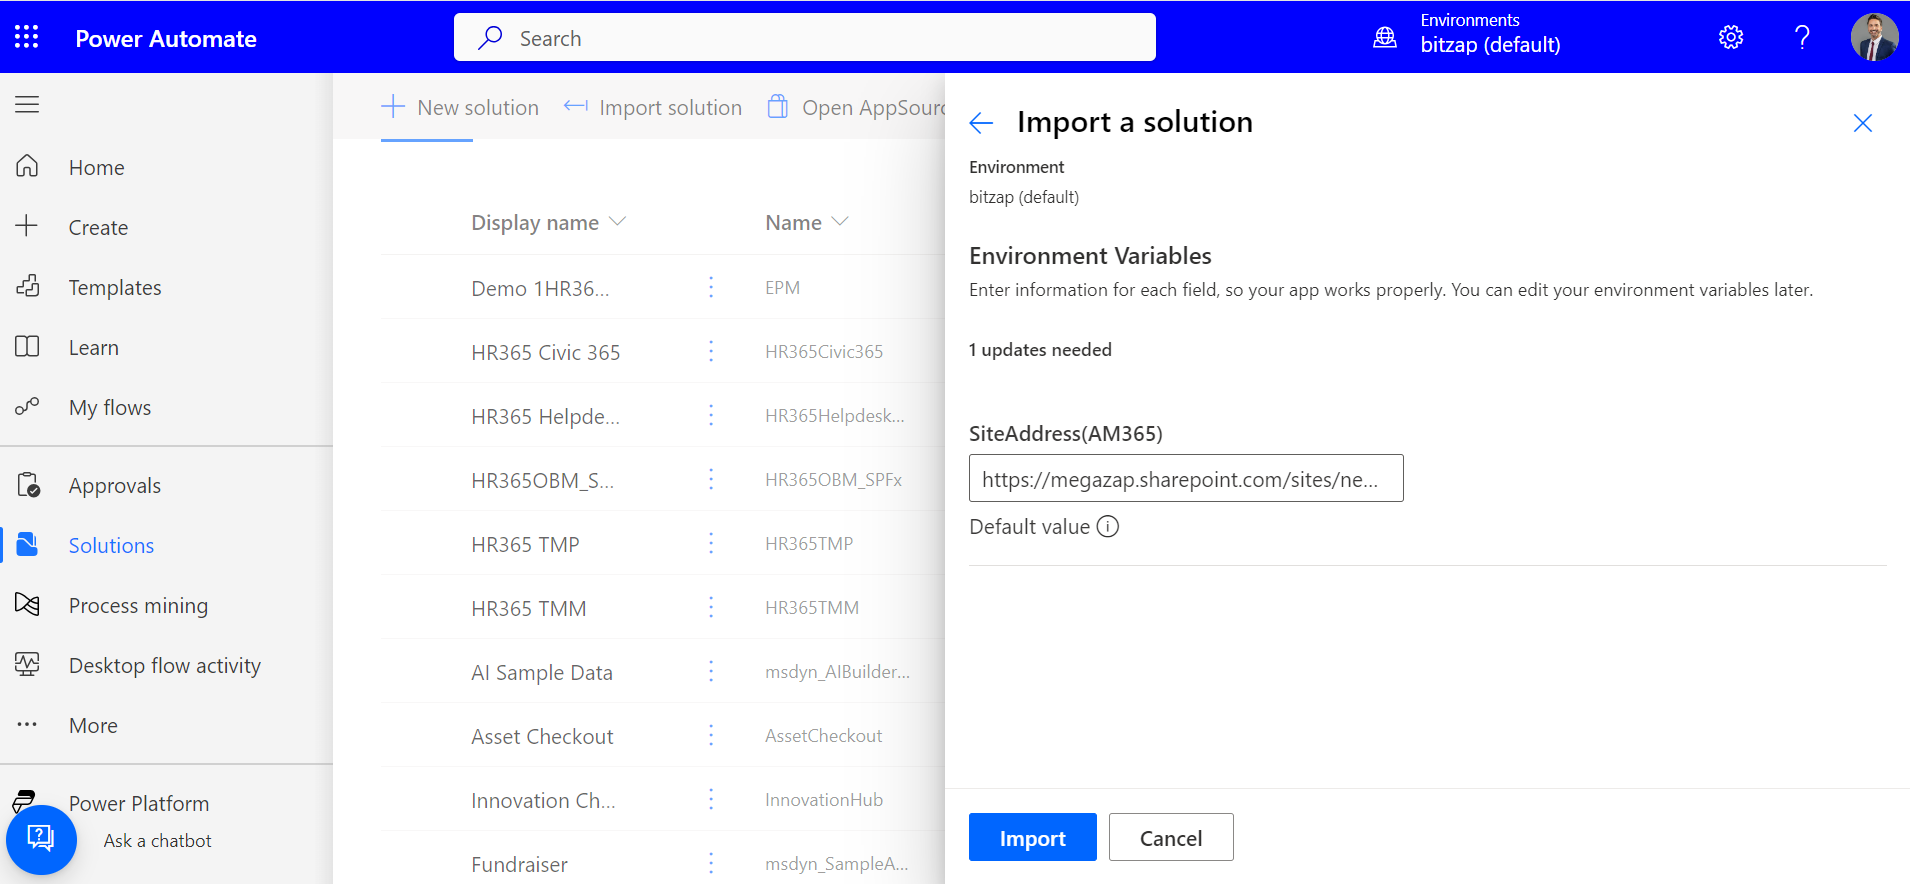 Power Automate
Search
Environments
bitzap (default)
Home
Create
Templates
Learn
My flows
Approvals
Solutions
Process mining
Desktop flow activity
More
Power Platform
Ask a chatbot
New solution
Import solution
Open AppSourc
Display name
Name
Demo 1HR36...
EPM
HR365 Civic 365
HR365Civic365
HR365 Helpde...
HR365Helpdesk...
HR365OBM_S...
HR365OBM_SPFx
HR365 TMP
HR365TMP
HR365 TMM
HR365TMM
AI Sample Data
msdyn_AIBuilder...
Asset Checkout
AssetCheckout
Innovation Ch...
InnovationHub
Fundraiser
msdyn_SampleA...
Import a solution
Environment
bitzap (default)
Environment Variables
Enter information for each field, so your app works properly. You can edit your environment variables later.
1 updates needed
SiteAddress(AM365)
https://megazap.sharepoint.com/sites/ne...
Default value
Import
Cancel